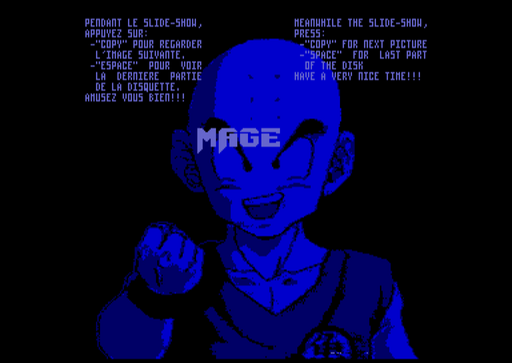 PENDANT LE SLIDE-SHOW,
APPUYEZ SUR:
-"COPY" POUR REGARDER
L'IMAGE SUIVANTE.
-"ESPACE" POUR VOIR
LA DERNIERE PARTIE
DE LA DISQUETTE.
AMUSEZ VOUS BIEN!!!
MEANWHILE THE SLIDE-SHOW,
PRESS:
-"COPY" FOR NEXT PICTURE
-"SPACE" FOR LAST PART
OF THE DISK
HAVE A VERY NICE TIME!!!
MAGE